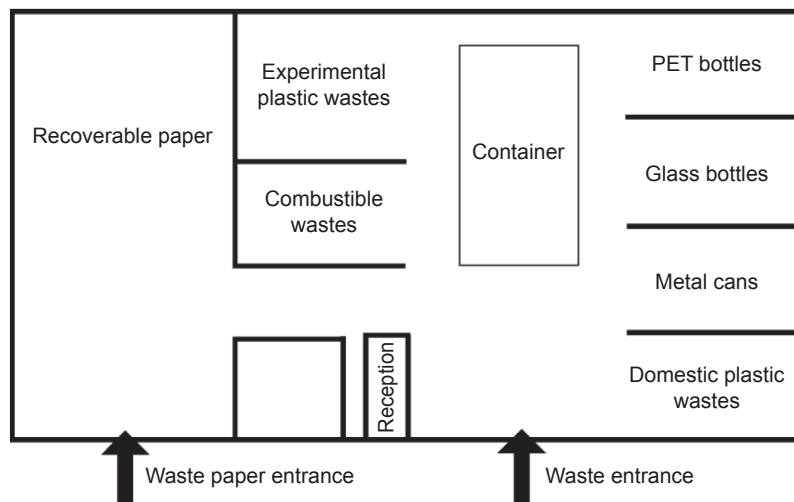 Recoverable paper
Experimental
plastic wastes
Combustible
wastes
Container
PET bottles
Glass bottles
Metal cans
Domestic plastic
wastes
Reception
Waste paper entrance
Waste entrance